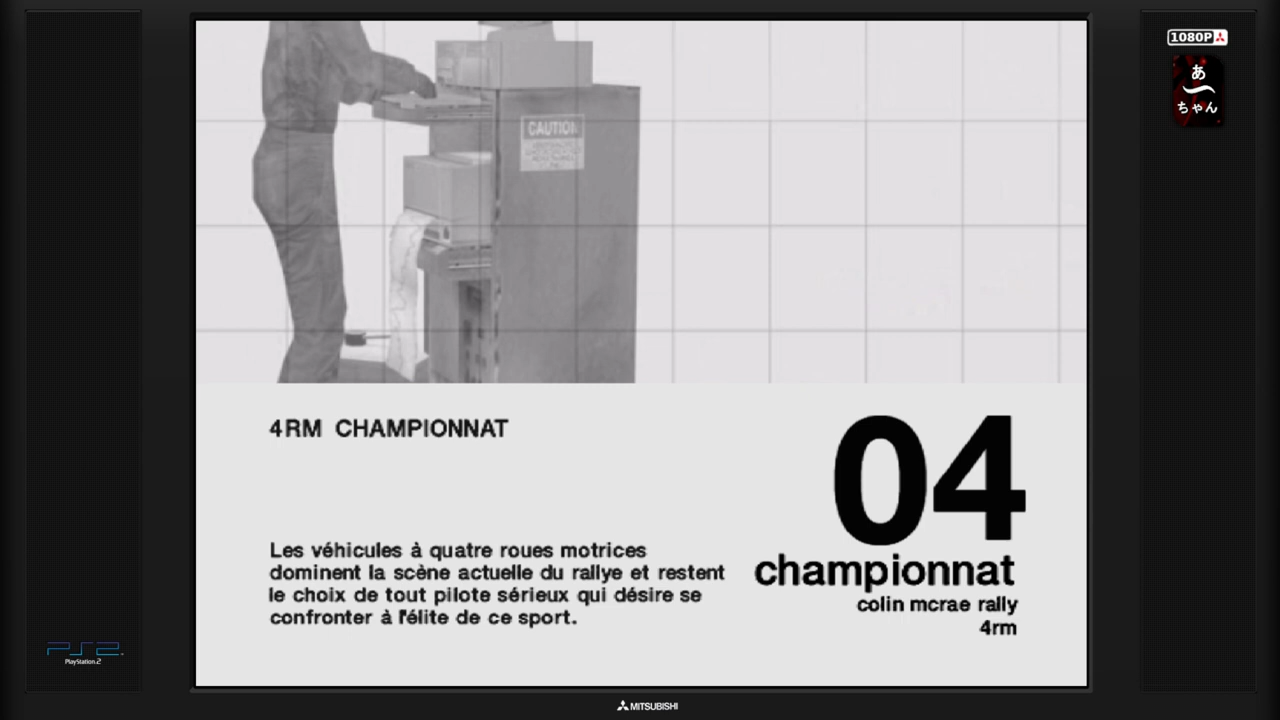 1080P
あ
ー
ちゃん
CAUTION
4RM CHAMPIONNAT
04
championnat
colin mcrae rally
4rm
Les véhicules à quatre roues motrices
dominent la scène actuelle du rallye et restent
le choix de tout pilote sérieux qui désire se
confronter à l'élite de ce sport.
PS2
PlayStation.2
MITSUBISHI